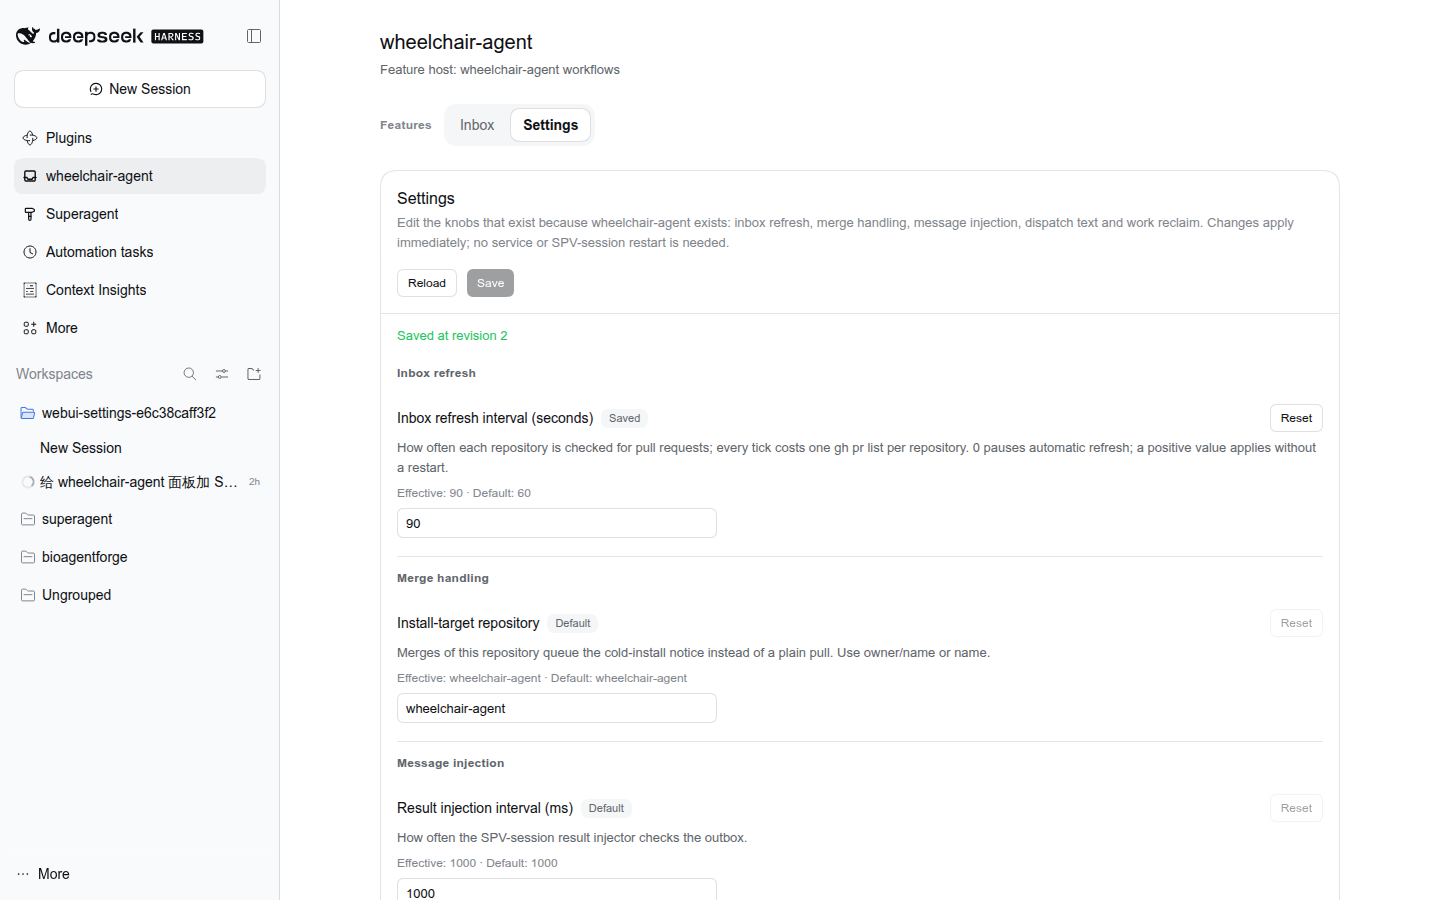 deepseek HARNESS
New Session
Plugins
wheelchair-agent
Superagent
Automation tasks
Context Insights
More
Workspaces
webui-settings-e6c38caff3f2
New Session
给 wheelchair-agent 面板加 S... 2h
superagent
bioagentforge
Ungrouped
More
wheelchair-agent
Feature host: wheelchair-agent workflows
Features Inbox Settings
Settings
Edit the knobs that exist because wheelchair-agent exists: inbox refresh, merge handling, message injection, dispatch text and work reclaim. Changes apply
immediately; no service or SPV-session restart is needed.
Reload Save
Saved at revision 2
Inbox refresh
Inbox refresh interval (seconds) Saved Reset
How often each repository is checked for pull requests; every tick costs one gh pr list per repository. 0 pauses automatic refresh; a positive value applies without
a restart.
Effective: 90 · Default: 60
90
Merge handling
Install-target repository Default Reset
Merges of this repository queue the cold-install notice instead of a plain pull. Use owner/name or name.
Effective: wheelchair-agent · Default: wheelchair-agent
wheelchair-agent
Message injection
Result injection interval (ms) Default Reset
How often the SPV-session result injector checks the outbox.
Effective: 1000 · Default: 1000
1000